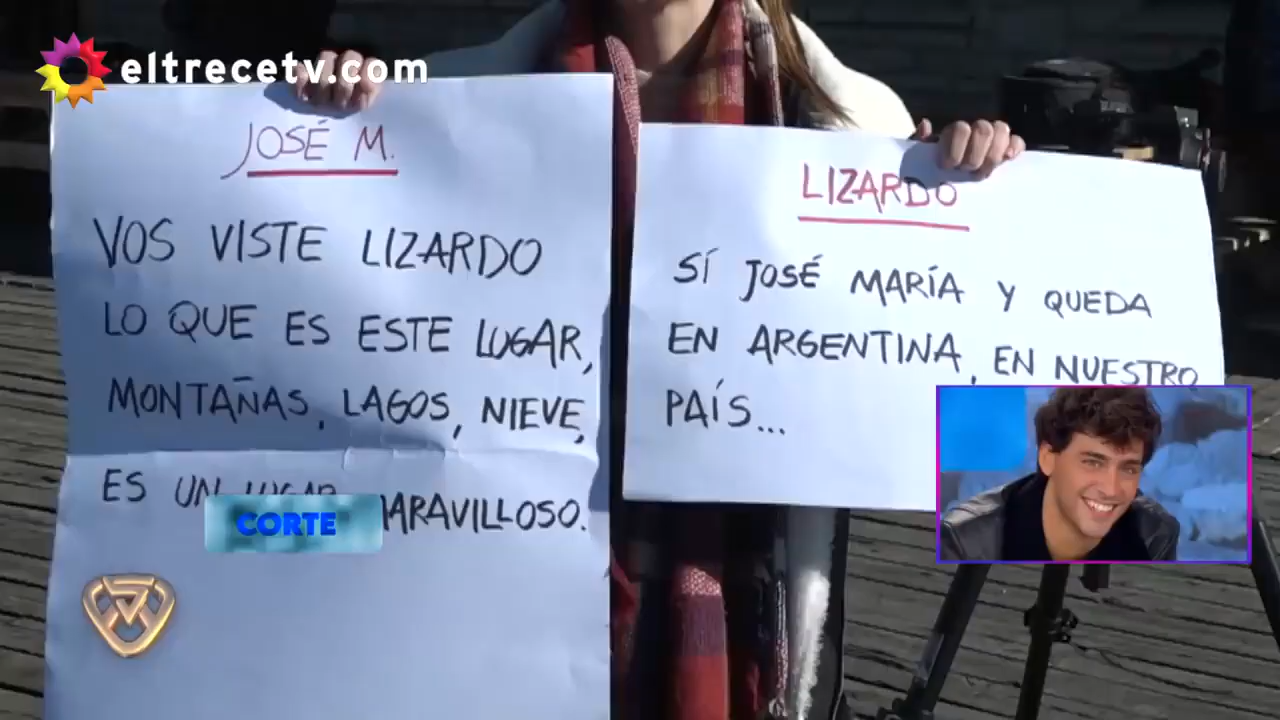 eltrecetv.com
JOSÉ M.
VOS VISTE LIZARDO
LO QUE ES ESTE LUGAR,
MONTAÑAS, LAGOS, NIEVE,
ES UN LUGAR MARAVILLOSO.
CORTE
LIZARDO
SÍ JOSÉ MARÍA Y QUEDA
EN ARGENTINA, EN NUESTRO
PAÍS...